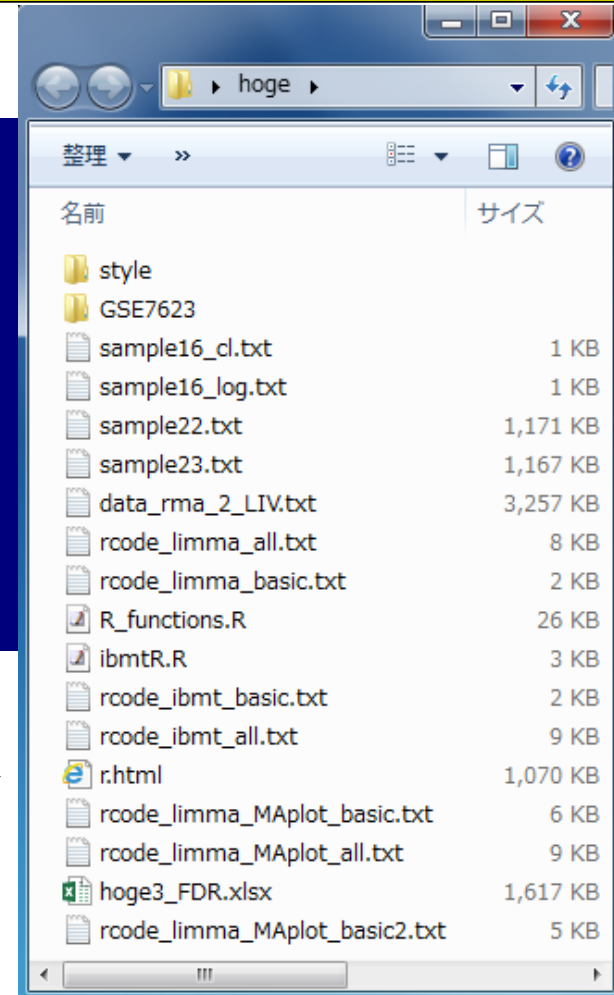 hoge
整理 »
名前 サイズ
style
GSE7623
sample16_cl.txt 1 KB
sample16_log.txt 1 KB
sample22.txt 1,171 KB
sample23.txt 1,167 KB
data_rma_2_LIV.txt 3,257 KB
rcode_limma_all.txt 8 KB
rcode_limma_basic.txt 2 KB
R_functions.R 26 KB
ibmtR.R 3 KB
rcode_ibmt_basic.txt 2 KB
rcode_ibmt_all.txt 9 KB
r.html 1,070 KB
rcode_limma_MAplot_basic.txt 6 KB
rcode_limma_MAplot_all.txt 9 KB
hoge3_FDR.xlsx 1,617 KB
rcode_limma_MAplot_basic2.txt 5 KB